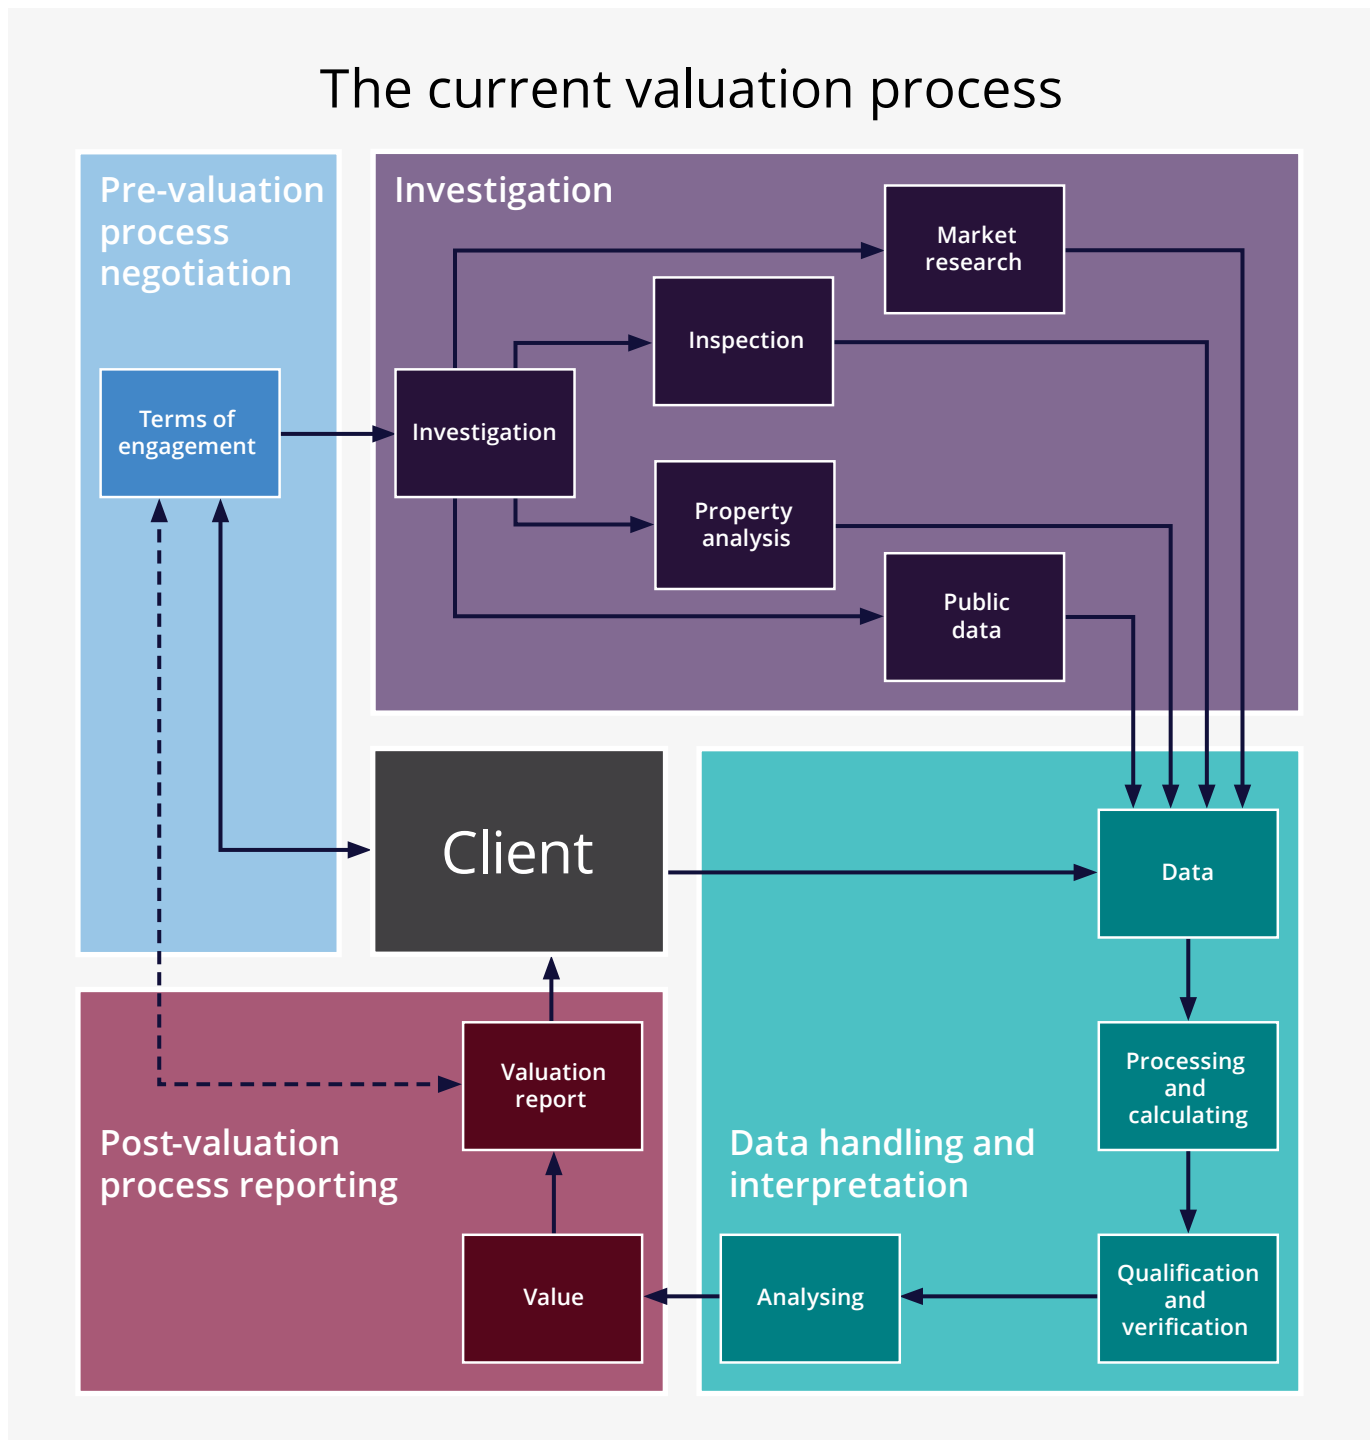 The current valuation process
Pre-valuation
process
negotiation
Terms of
engagement
Investigation
Investigation
Market
research
Inspection
Property
analysis
Public
data
Client
Data handling and
interpretation
Data
Processing
and
calculating
Qualification
and
verification
Analysing
Post-valuation
process reporting
Value
Valuation
report